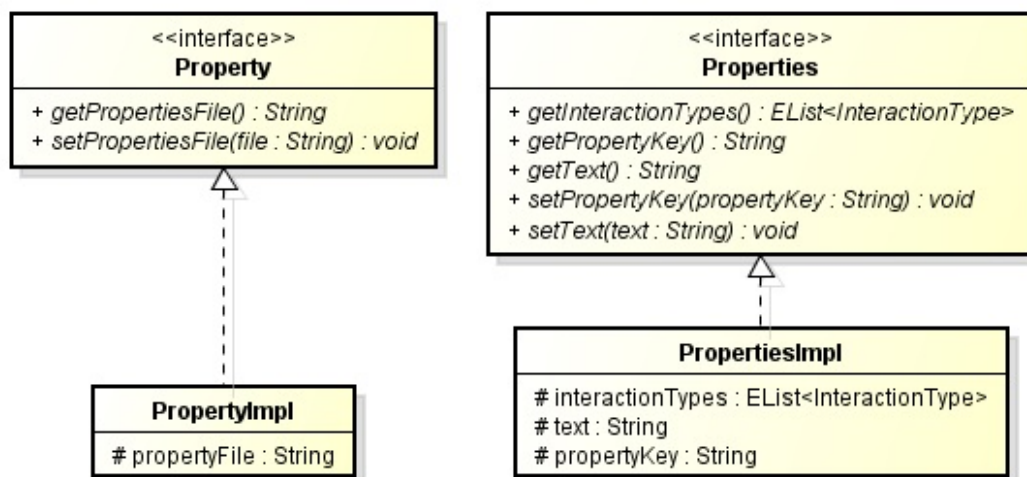 <<interface>>
Property
+ getPropertiesFile() : String
+ setPropertiesFile(file : String) : void
<<interface>>
Properties
+ getInteractionTypes() : EList<InteractionType>
+ getPropertyKey() : String
+ getText() : String
+ setPropertyKey(propertyKey : String) : void
+ setText(text : String) : void
PropertyImpl
# propertyFile : String
PropertiesImpl
# interactionTypes : EList<InteractionType>
# text : String
# propertyKey : String